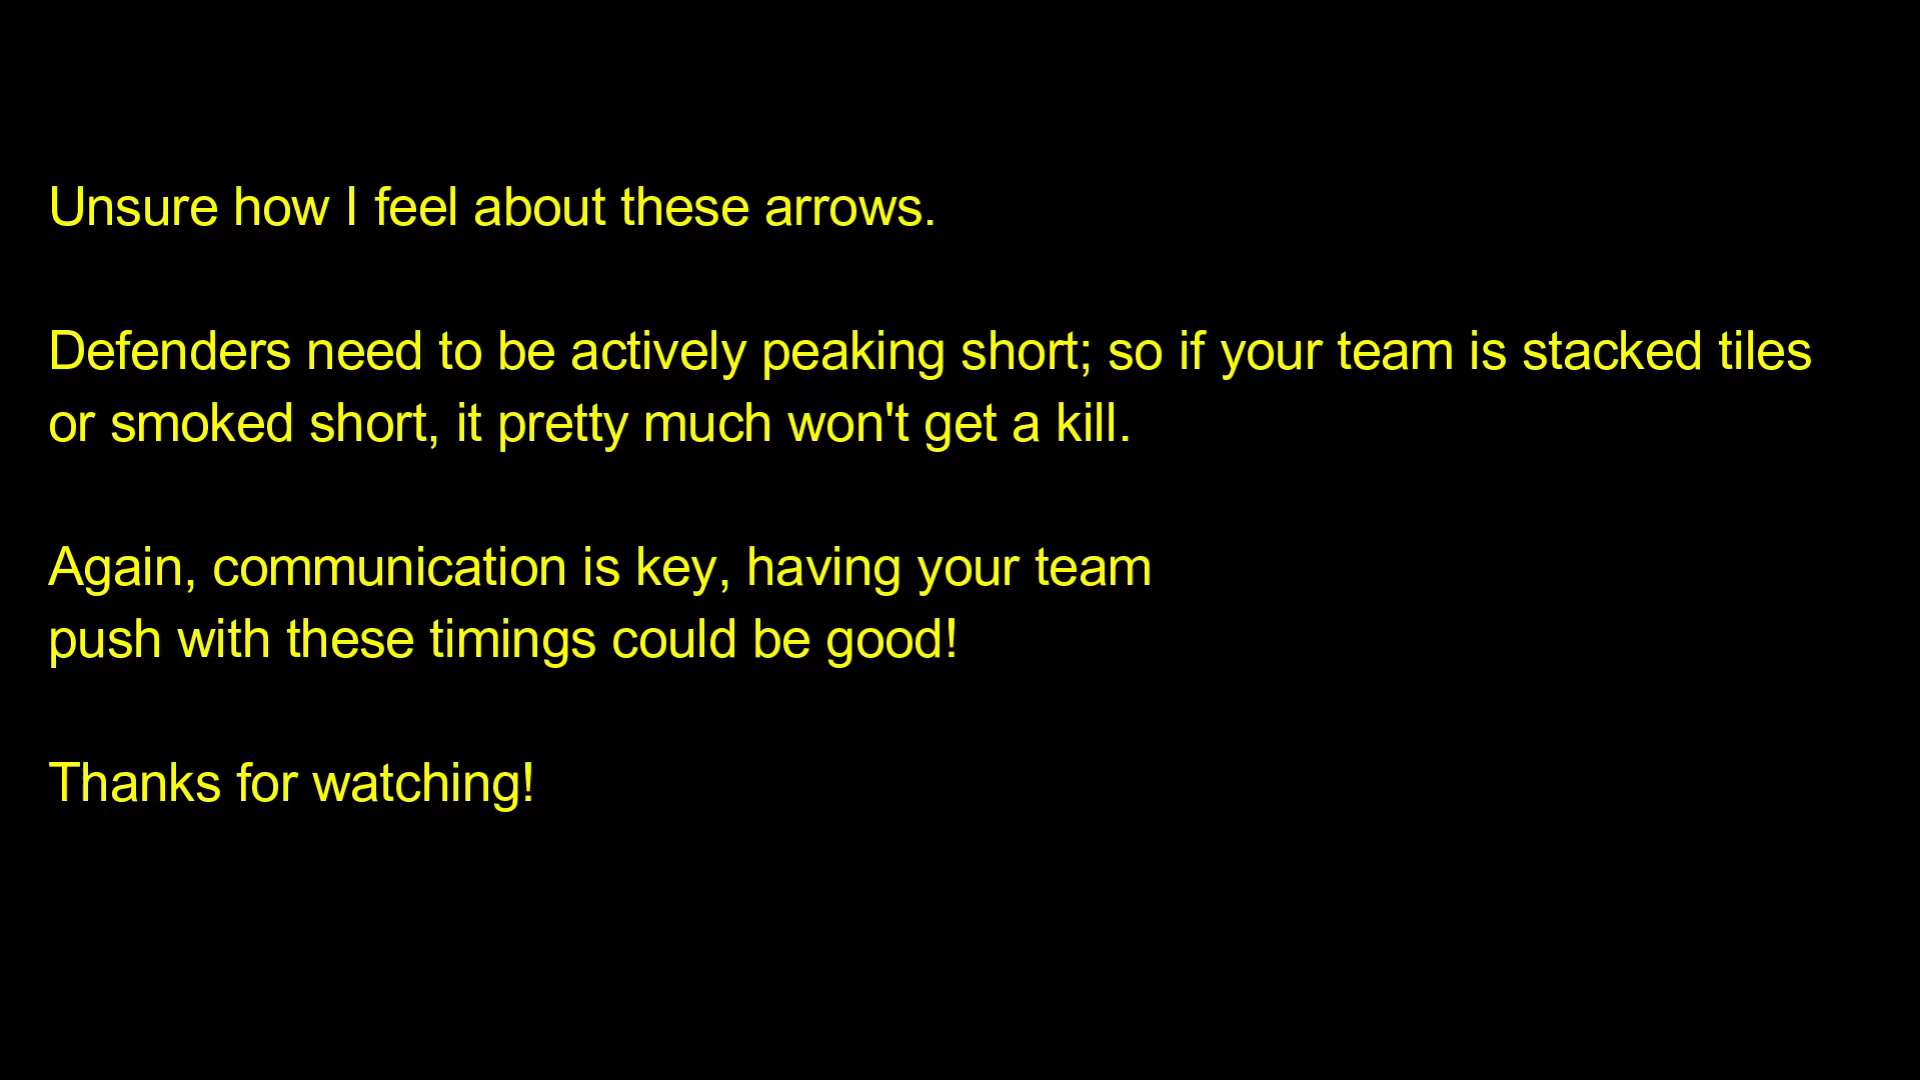 Unsure how I feel about these arrows.
Defenders need to be actively peaking short; so if your team is stacked tiles
or smoked short, it pretty much won't get a kill.
Again, communication is key, having your team
push with these timings could be good!
Thanks for watching!